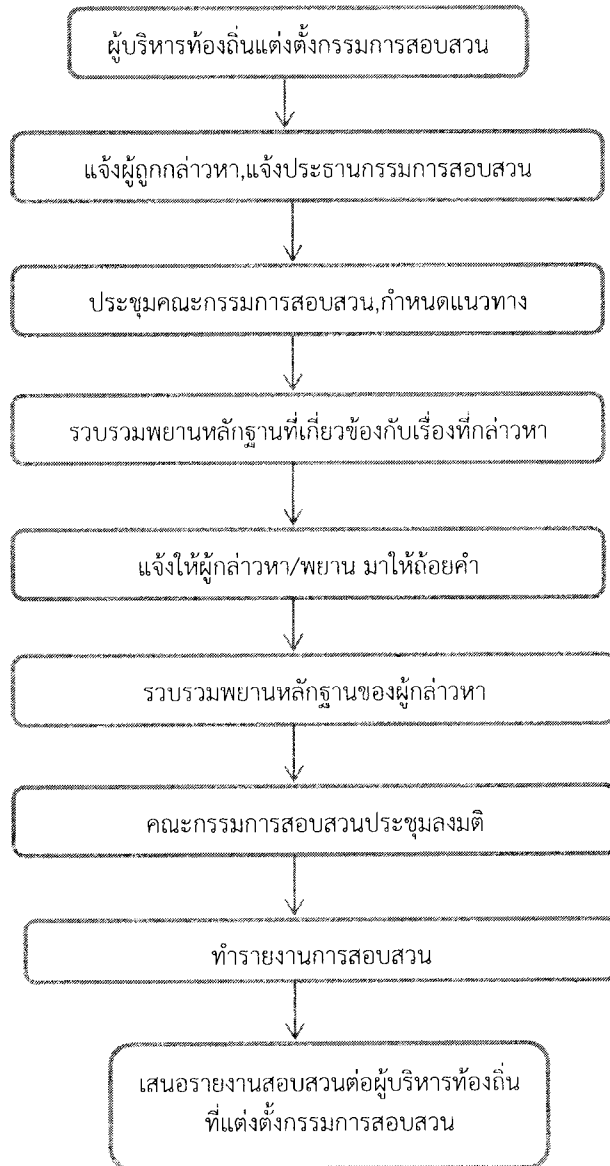 ผู้บริหารท้องถิ่นแต่งตั้งกรรมการสอบสวน
แจ้งผู้ถูกกล่าวหา,แจ้งประธานกรรมการสอบสวน
ประชุมคณะกรรมการสอบสวน,กำหนดแนวทาง
รวบรวมพยานหลักฐานที่เกี่ยวข้องกับเรื่องที่กล่าวหา
แจ้งให้ผู้กล่าวหา/พยาน มาให้ถ้อยคำ
รวบรวมพยานหลักฐานของผู้กล่าวหา
คณะกรรมการสอบสวนประชุมลงมติ
ทำรายงานการสอบสวน
เสนอรายงานสอบสวนต่อผู้บริหารท้องถิ่น
ที่แต่งตั้งกรรมการสอบสวน